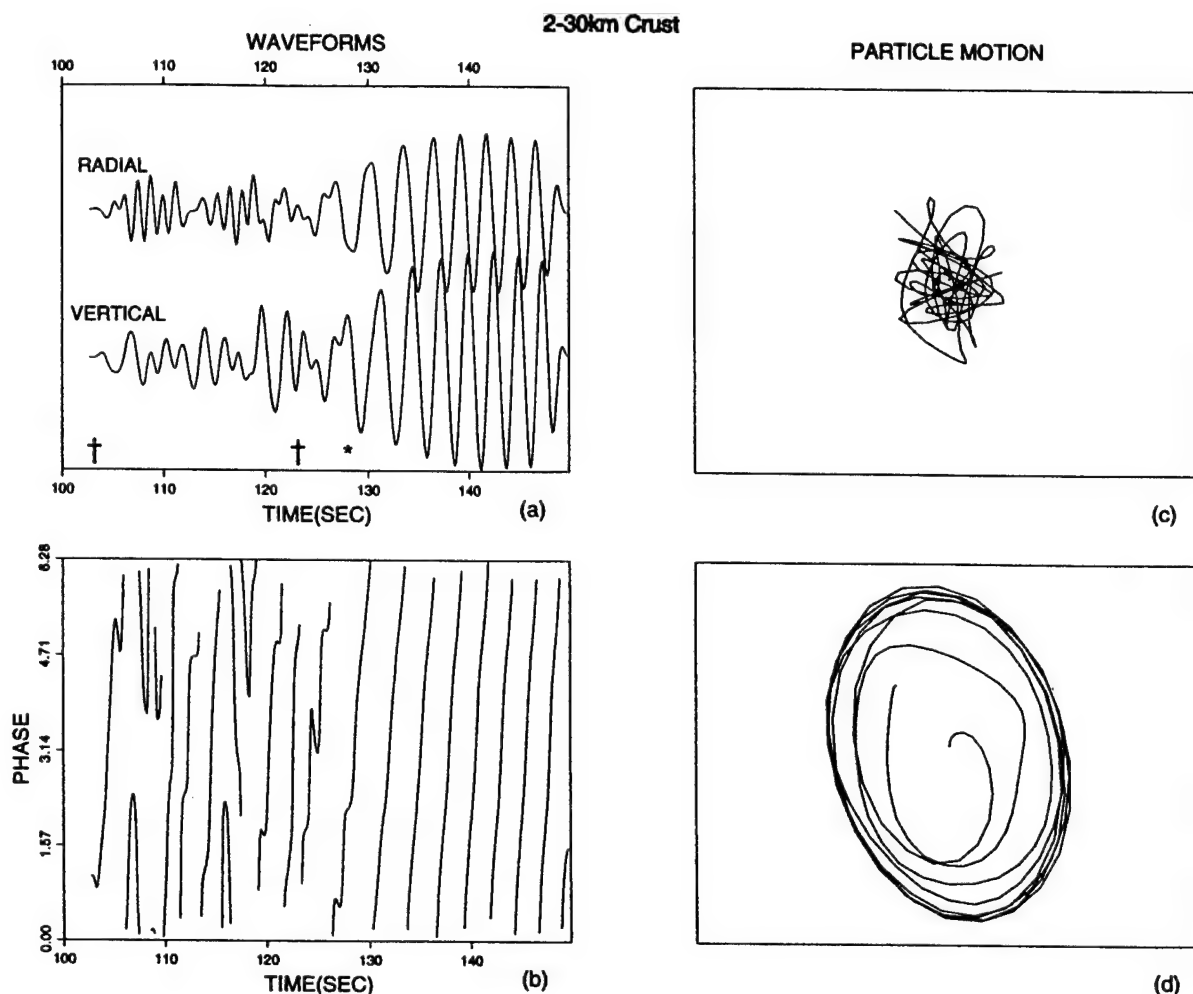 2-30km Crust
WAVEFORMS
PARTICLE MOTION
100 110 120 130 140
RADIAL
VERTICAL
† † *
100 110 120 130 140
TIME(SEC)
(a)
(c)
6.28
4.71
3.14
1.57
0.00
PHASE
100 110 120 130 140
TIME(SEC)
(b)
(d)